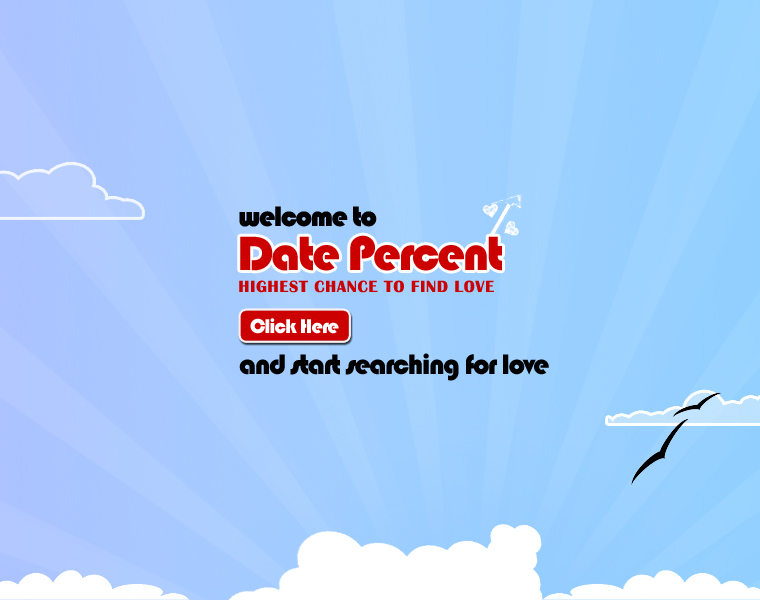 welcome to
Date Percent
HIGHEST CHANCE TO FIND LOVE
Click Here
and start searching for love